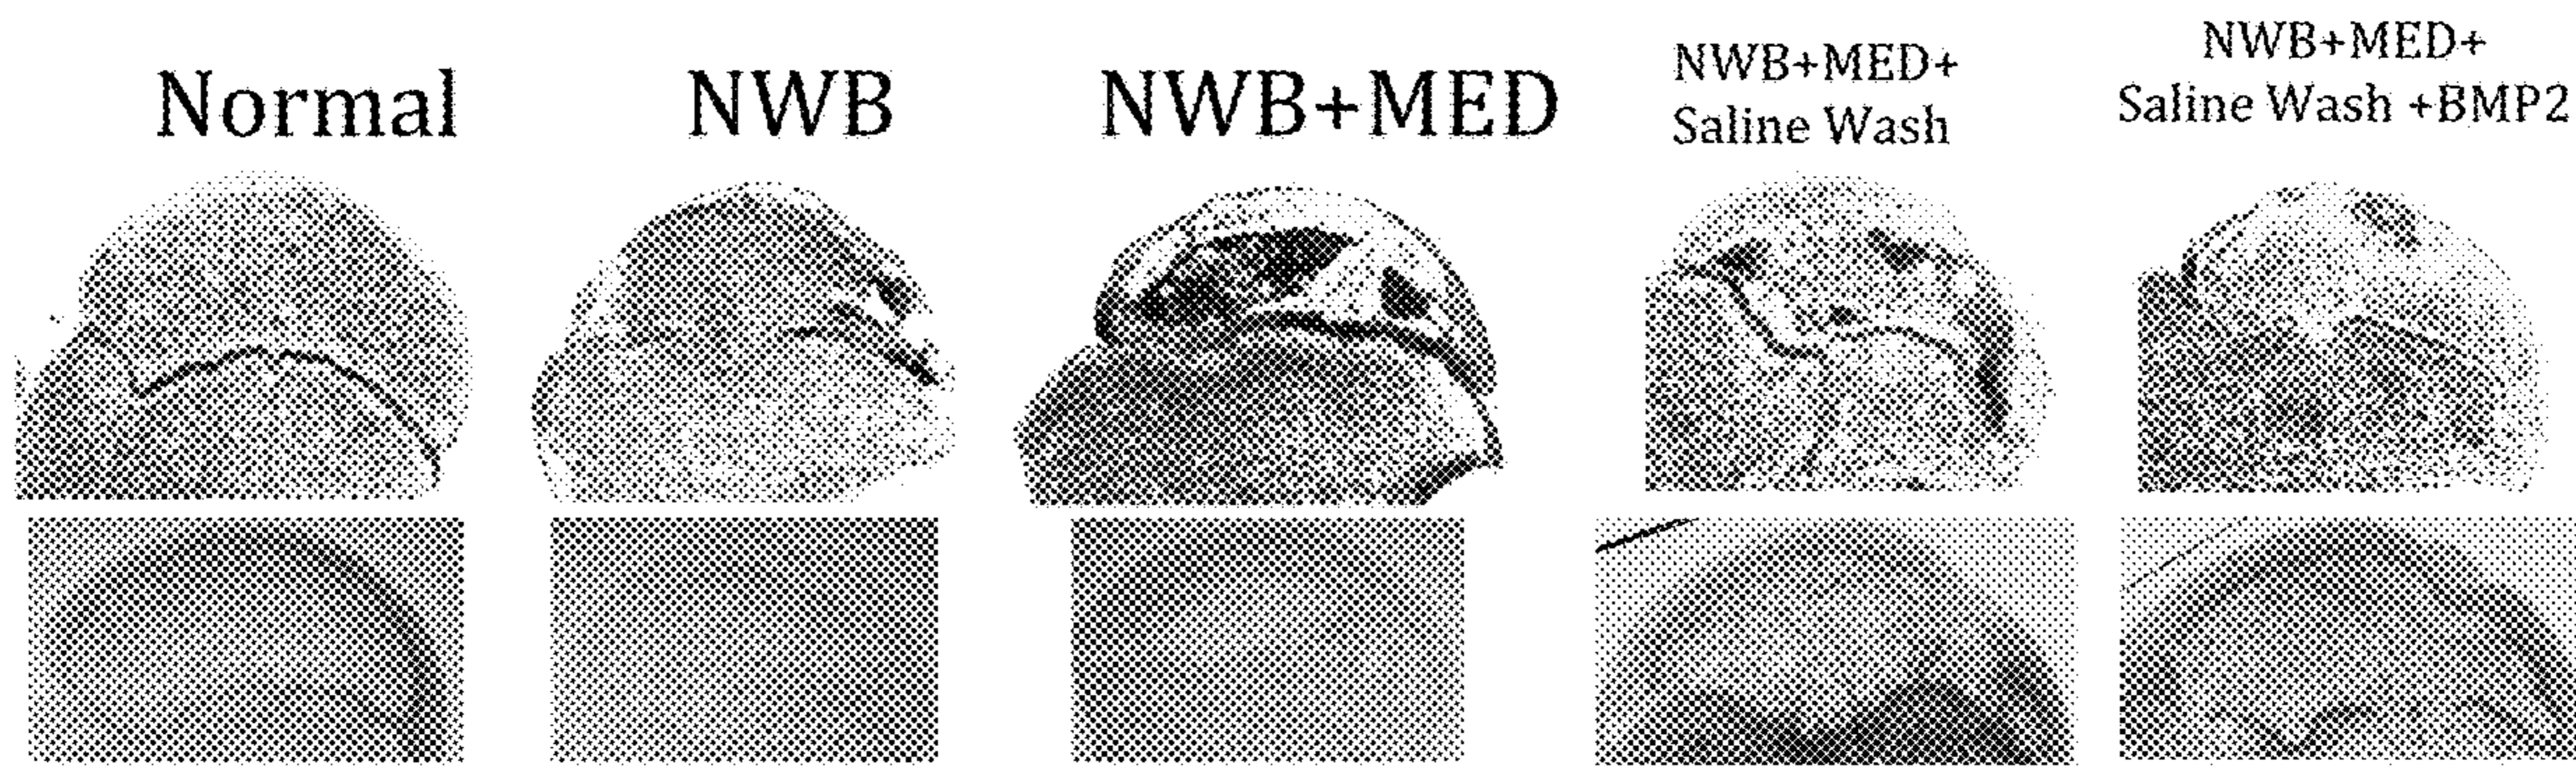 Normal
NWB
NWB+MED
NWB+MED+
Saline Wash
NWB+MED+
Saline Wash +BMP2